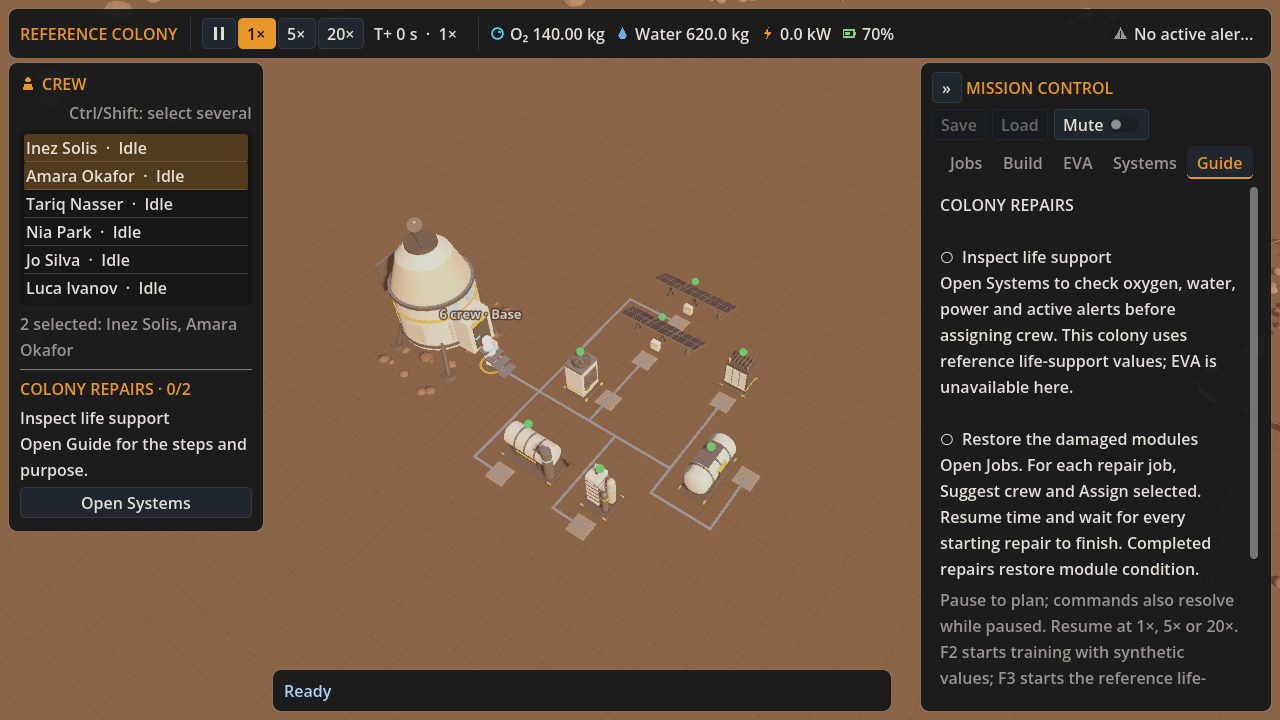 REFERENCE COLONY
1×
5×
20×
T+ 0 s · 1×
O₂ 140.00 kg
Water 620.0 kg
0.0 kW
70%
No active aler...
CREW
Ctrl/Shift: select several
Inez Solis · Idle
Amara Okafor · Idle
Tariq Nasser · Idle
Nia Park · Idle
Jo Silva · Idle
Luca Ivanov · Idle
2 selected: Inez Solis, Amara
Okafor
COLONY REPAIRS · 0/2
Inspect life support
Open Guide for the steps and
purpose.
Open Systems
6 crew · Base
Ready
»
MISSION CONTROL
Save
Load
Mute
Jobs
Build
EVA
Systems
Guide
COLONY REPAIRS
○ Inspect life support
Open Systems to check oxygen, water,
power and active alerts before
assigning crew. This colony uses
reference life-support values; EVA is
unavailable here.
○ Restore the damaged modules
Open Jobs. For each repair job,
Suggest crew and Assign selected.
Resume time and wait for every
starting repair to finish. Completed
repairs restore module condition.
Pause to plan; commands also resolve
while paused. Resume at 1×, 5× or 20×.
F2 starts training with synthetic
values; F3 starts the reference life-